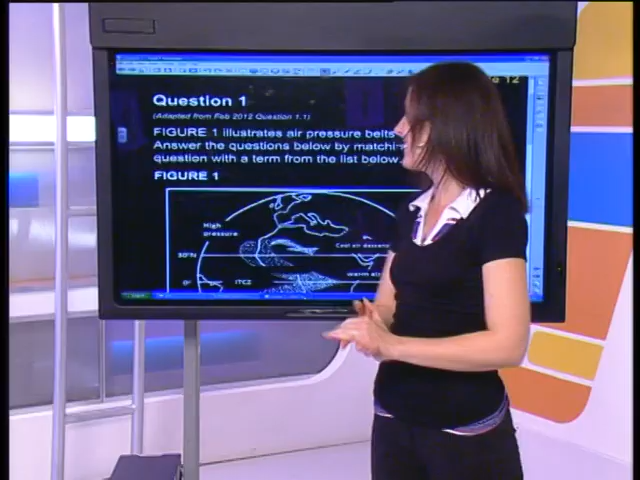 12
Question 1
(Adapted from Feb 2012 Question 1.1)
FIGURE 1 illustrates air pressure belts
Answer the questions below by matchi
question with a term from the list below.
FIGURE 1
High
pressure
Cool air
30°N
warm air
0°
ITCZ